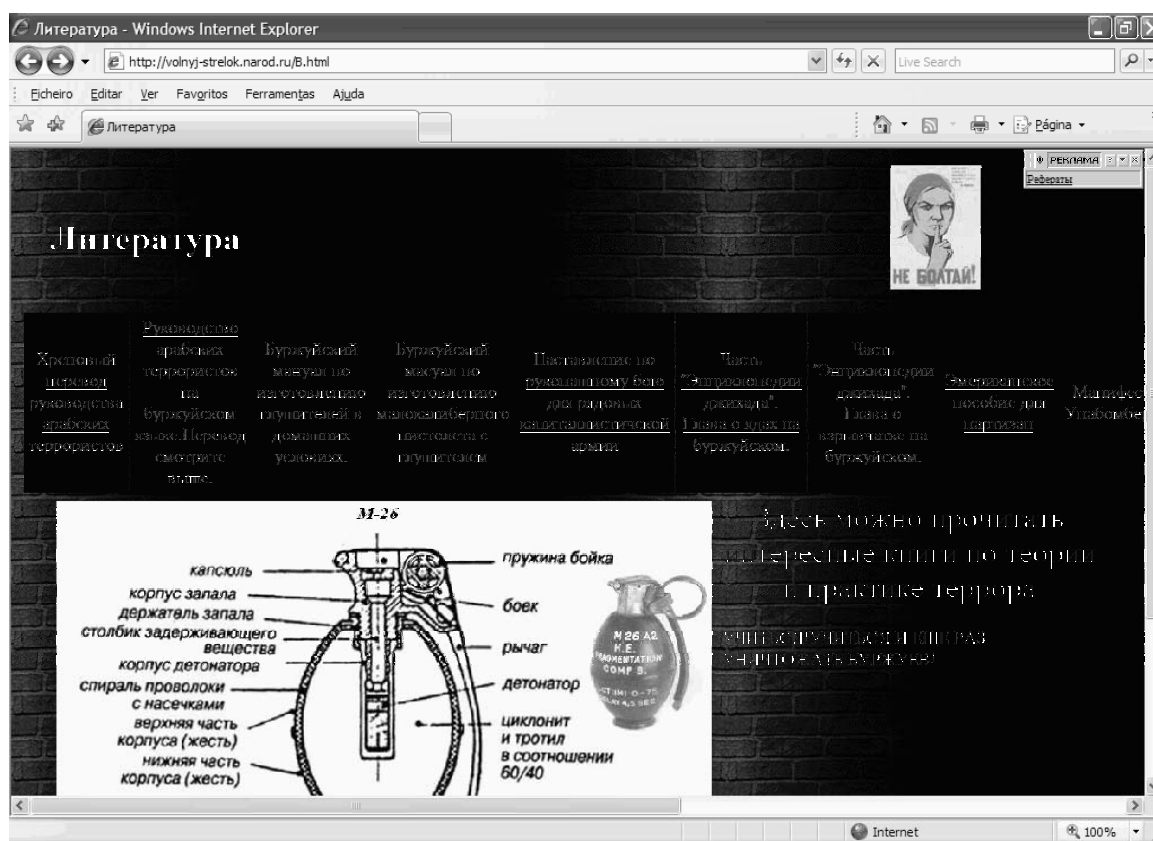 Литература - Windows Internet Explorer
http://volnyj-strelok.narod.ru/B.html
Live Search
Ficheiro Editar Ver Favoritos Ferramentas Ajuda
Литература
Página
РЕКЛАМА
Рефераты
НЕ БОЛТАЙ!
Литература
Хреновый
перевод
руководства
арабских
террористов
Руководство
арабских
террористов
на
буржуйском
языке.Перевод
смотрите
выше.
Буржуйский
мануал по
изготовлению
глушителей в
домашних
условиях.
Буржуйский
мануал по
изготовлению
малокалиберного
пистолета с
глушителем
Наставление по
рукопашному бою
для рядовых
капиталистической
армии
Часть
"Энциклопедии
джихада".
Глава о ядах на
буржуйском.
Часть
"Энциклопедии
джихада".
Глава о
взрывчатке на
буржуйском.
пособие для
партизан
M-26
капсюль
корпус запала
держатель запала
столбик задерживающего
вещества
корпус детонатора
спираль проволоки
с насечками
верхняя часть
корпуса (жесть)
нижняя часть
корпуса (жесть)
пружина бойка
боек
рычаг
детонатор
циклонит
и тротил
в соотношении
60/40
M 26 A2
H.E.
FRAGMENTATION
COMP B.
Здесь можно прочитать
интересные книги по теории
и практике террора
Internet
100%